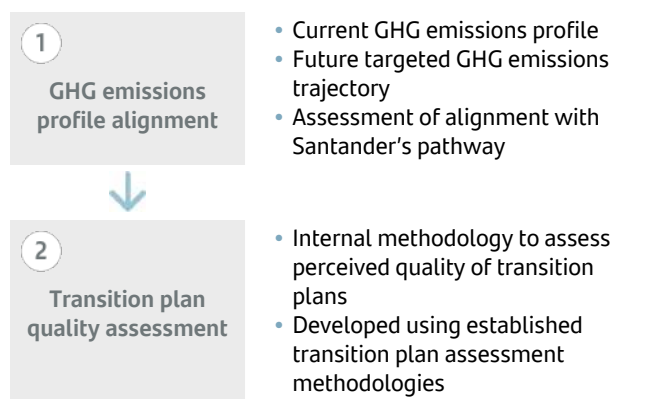 1
GHG emissions
profile alignment
• Current GHG emissions profile
• Future targeted GHG emissions
trajectory
• Assessment of alignment with
Santander's pathway
2
Transition plan
quality assessment
• Internal methodology to assess
perceived quality of transition
plans
• Developed using established
transition plan assessment
methodologies